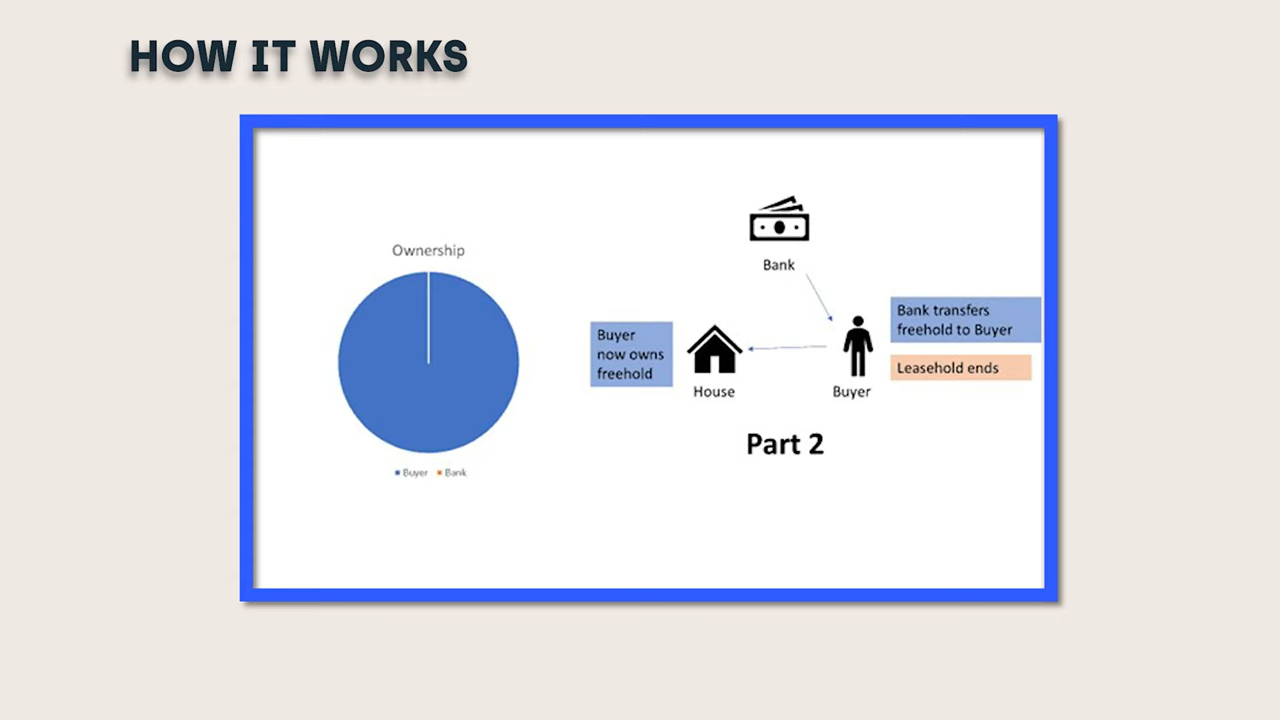 HOW IT WORKS
Ownership
Buyer Bank
Bank
Buyer
now owns
freehold
House
Buyer
Bank transfers
freehold to Buyer
Leasehold ends
Part 2